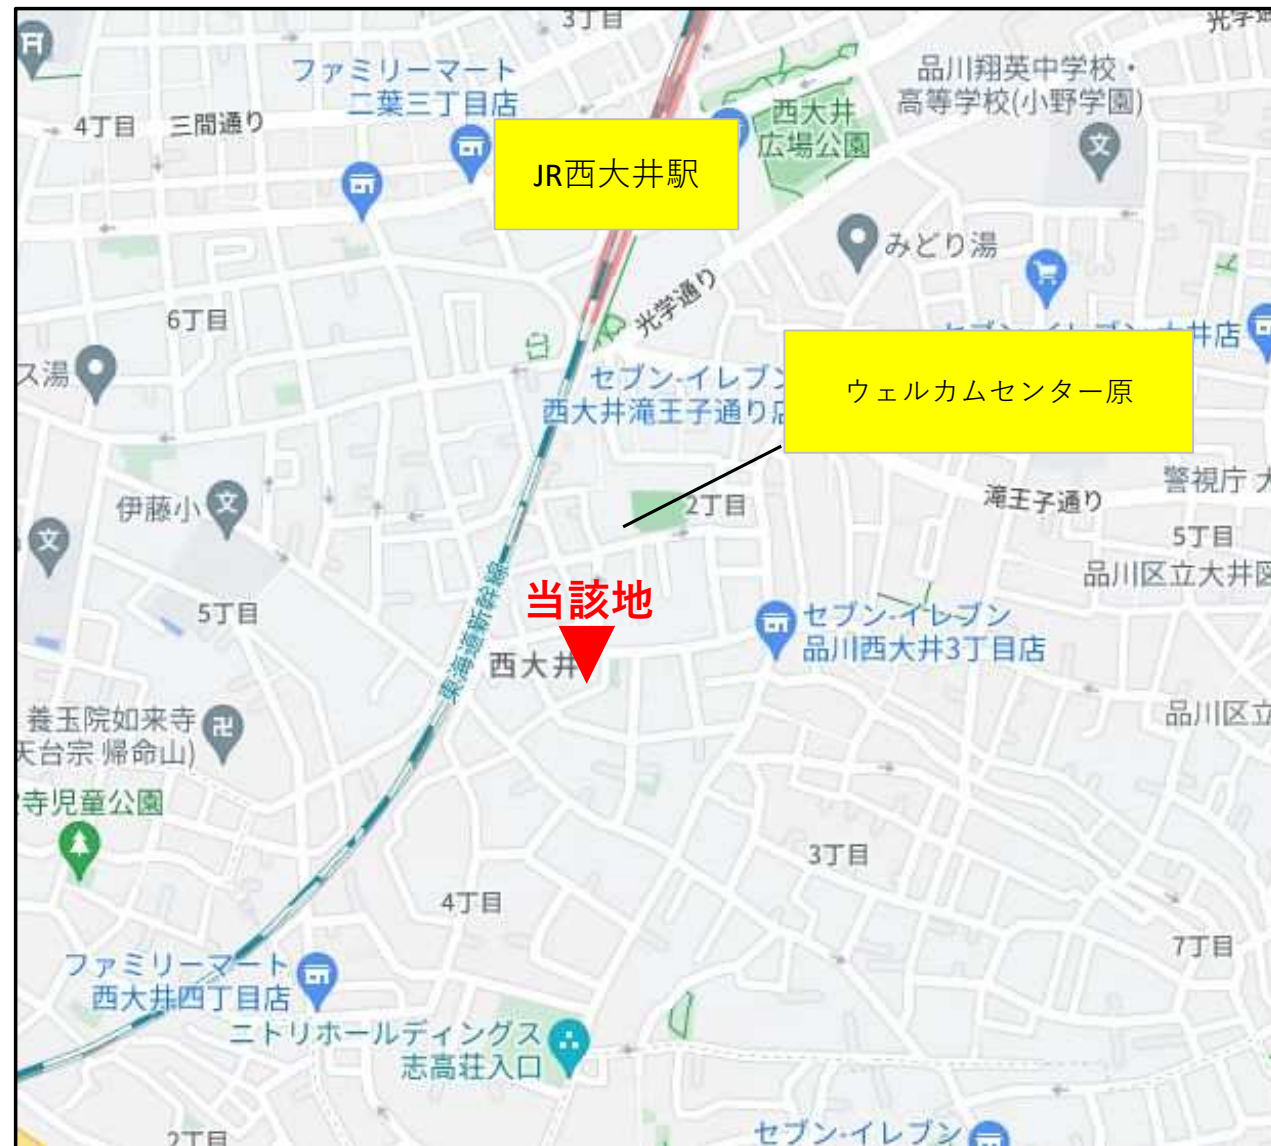 3丁目
光学通
ファミリーマート
二葉三丁目店
品川翔英中学校・
高等学校(小野学園)
4丁目
三間通り
西大井
広場公園
JR西大井駅
みどり湯
光学通り
6丁目
井店
ス湯
セブン-イレブン
西大井滝王子通り店
ウェルカムセンター原
伊藤小
2丁目
滝王子通り
警視庁 大
5丁目
品川区立大井区
東海道新幹線
当該地
5丁目
セブン-イレブン
品川西大井3丁目店
西大井
養玉院如来寺
天台宗 帰命山)
品川区立
寺児童公園
3丁目
4丁目
7丁目
ファミリーマート
西大井四丁目店
ニトリホールディングス
志高荘入口
2丁目
セブン-イレブン